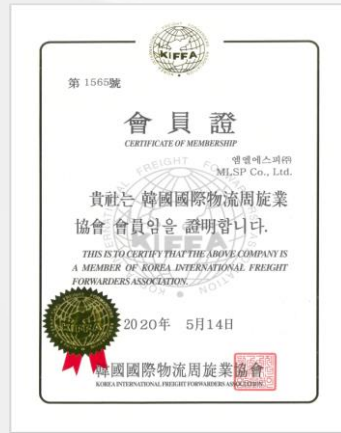 KIFFA
第 1565號
會員證
CERTIFICATE OF MEMBERSHIP
엠엘에스피㈜
MLSP Co., Ltd.
貴社는 韓國國際物流周旋業
協會 會員임을 證明합니다.
THIS IS TO CERTIFY THAT THE ABOVE COMPANY IS
A MEMBER OF KOREA INTERNATIONAL FREIGHT
FORWARDERS ASSOCIATION.
2020年 5月14日
韓國國際物流周旋業協會
KOREA INTERNATIONAL FREIGHT FORWARDERS ASSOCIATION